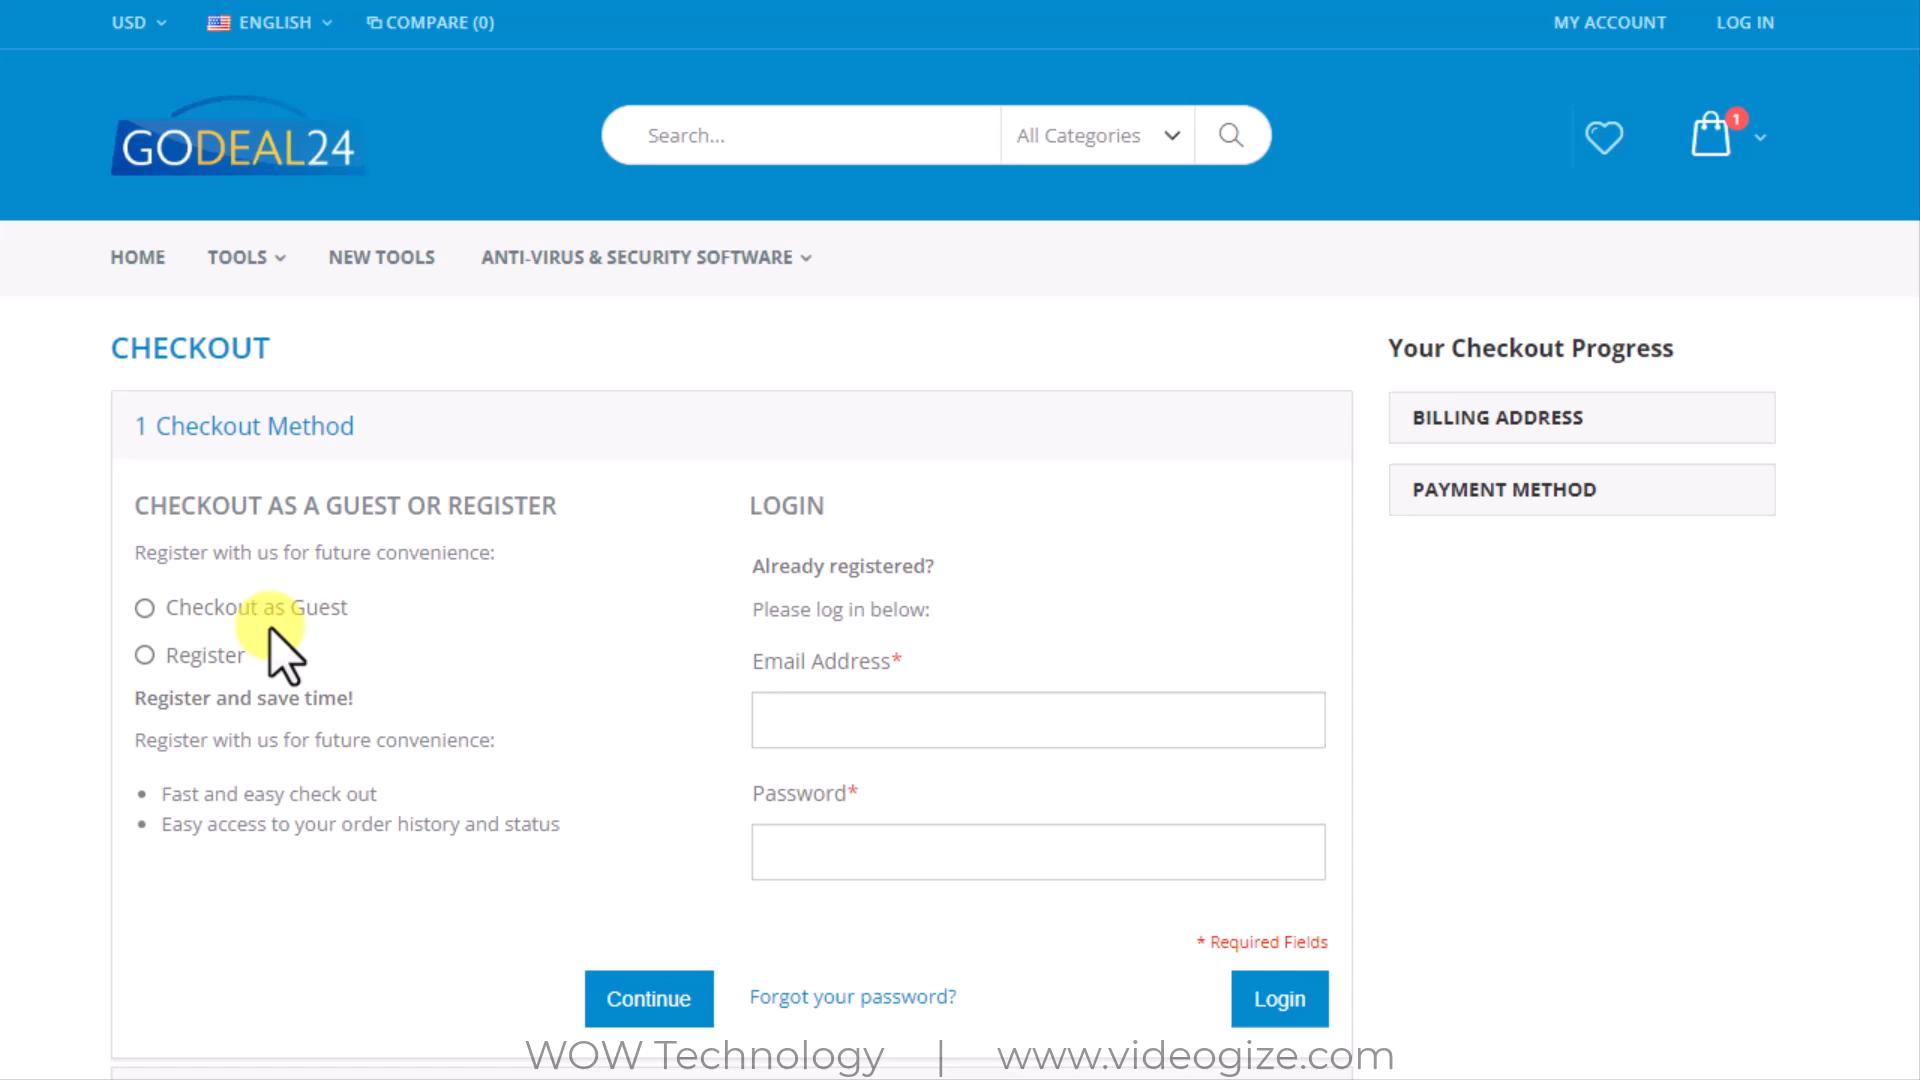 USD ENGLISH COMPARE (0) MY ACCOUNT LOG IN
GODEAL24
Search... All Categories
1
HOME TOOLS NEW TOOLS ANTI-VIRUS & SECURITY SOFTWARE
CHECKOUT
1 Checkout Method
CHECKOUT AS A GUEST OR REGISTER
Register with us for future convenience:
Checkout as Guest
Register
Register and save time!
Register with us for future convenience:
Fast and easy check out
Easy access to your order history and status
Continue
LOGIN
Already registered?
Please log in below:
Email Address*
Password*
* Required Fields
Forgot your password?
Login
Your Checkout Progress
BILLING ADDRESS
PAYMENT METHOD
WOW Technology | www.videogize.com